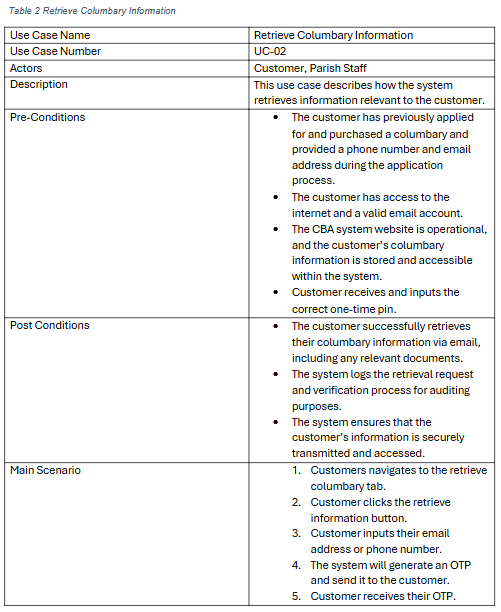 Table 2 Retrieve Columbary Information
Use Case Name Retrieve Columbary Information
Use Case Number UC-02
Actors Customer, Parish Staff
Description This use case describes how the system
retrieves information relevant to the customer.
Pre-Conditions • The customer has previously applied
for and purchased a columbary and
provided a phone number and email
address during the application
process.
• The customer has access to the
internet and a valid email account.
• The CBA system website is operational,
and the customer's columbary
information is stored and accessible
within the system.
• Customer receives and inputs the
correct one-time pin.
Post Conditions • The customer successfully retrieves
their columbary information via email,
including any relevant documents.
• The system logs the retrieval request
and verification process for auditing
purposes.
• The system ensures that the
customer's information is securely
transmitted and accessed.
Main Scenario 1. Customers navigates to the retrieve
columbary tab.
2. Customer clicks the retrieve
information button.
3. Customer inputs their email
address or phone number.
4. The system will generate an OTP
and send it to the customer.
5. Customer receives their OTP.